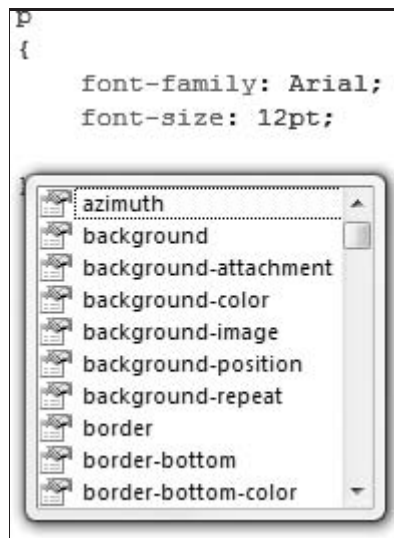 p
{
font-family: Arial;
font-size: 12pt;
azimuth
background
background-attachment
background-color
background-image
background-position
background-repeat
border
border-bottom
border-bottom-color